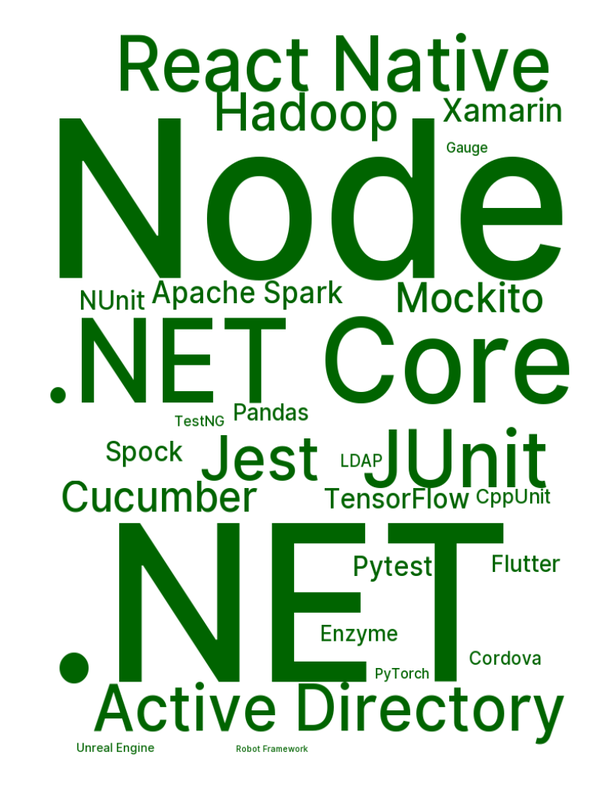 React Native
Hadoop
Xamarin
Gauge
Node
NUnit
Apache Spark
Mockito
.NET Core
TestNG
Pandas
Spock
Jest
LDAP
JUnit
Cucumber
TensorFlow
CppUnit
.NET
Pytest
Flutter
Enzyme
Cordova
PyTorch
Active Directory
Unreal Engine
Robot Framework